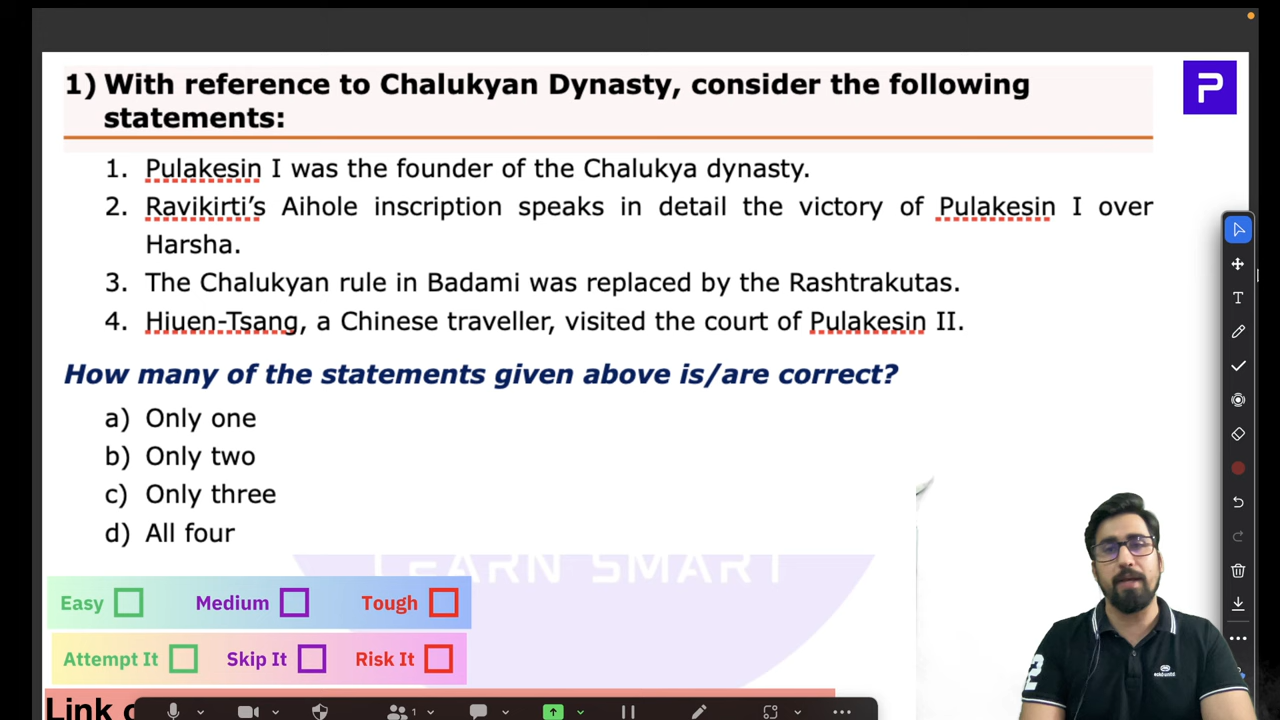 1) With reference to Chalukyan Dynasty, consider the following
statements:
1. Pulakesin I was the founder of the Chalukya dynasty.
2. Ravikirti’s Aihole inscription speaks in detail the victory of Pulakesin I over
Harsha.
3. The Chalukyan rule in Badami was replaced by the Rashtrakutas.
4. Hiuen-Tsang, a Chinese traveller, visited the court of Pulakesin II.
How many of the statements given above is/are correct?
a) Only one
b) Only two
c) Only three
d) All four
LEARN SMART
Easy Medium Tough
Attempt It Skip It Risk It
Link
1